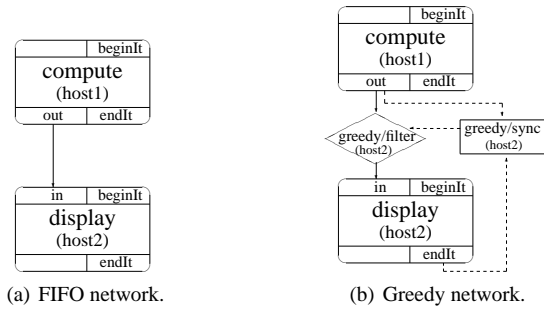 beginIt
compute
(host1)
out endIt
in beginIt
display
(host2)
endIt
(a) FIFO network.
beginIt
compute
(host1)
out endIt
greedy/filter
(host2)
greedy/sync
(host2)
in beginIt
display
(host2)
endIt
(b) Greedy network.